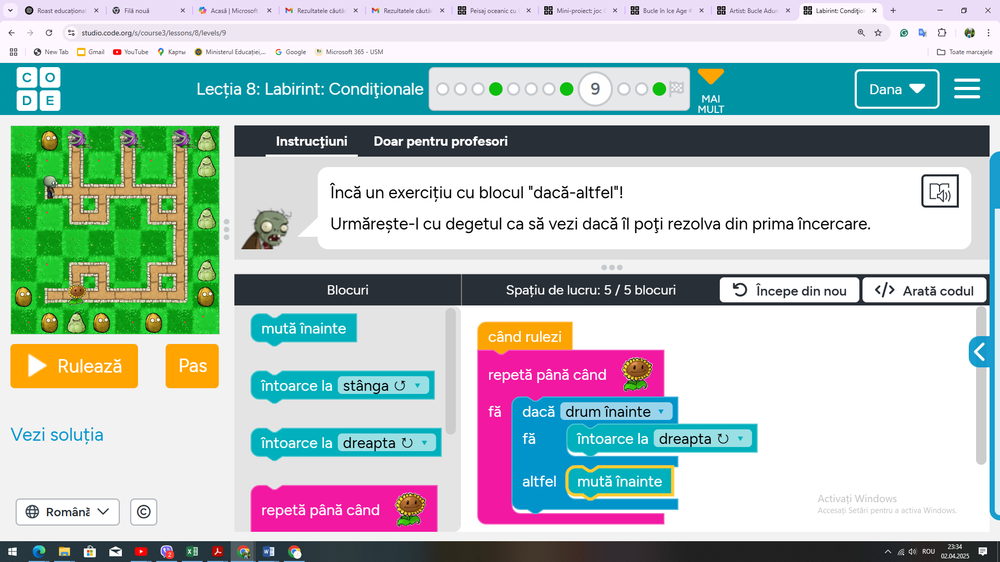 Roast educațional
Filă nouă
Acasă | Microsoft
Rezultatele căutăr
Rezultatele căutăr
Peisaj oceanic cu
Mini-proiect: joc
Bucle în Ice Age
Artist: Bucle Adun
Labirint: Condiţion
studio.code.org/s/course3/lessons/8/levels/9
New Tab
Gmail
YouTube
Карты
Ministerul Educației,...
Google
Microsoft 365 - USM
Toate marcajele
C O
D E
Lecția 8: Labirint: Condiţionale
9
MAI
MULT
Dana
Instrucţiuni
Doar pentru profesori
Încă un exercițiu cu blocul "dacă-altfel"!
Urmărește-l cu degetul ca să vezi dacă îl poţi rezolva din prima încercare.
Blocuri
Spațiu de lucru: 5 / 5 blocuri
Începe din nou
</> Arată codul
mută înainte
întoarce la stânga ↺
întoarce la dreapta ↻
repetă până când
când rulezi
repetă până când
fă
dacă drum înainte
fă
întoarce la dreapta ↻
altfel
mută înainte
Rulează
Pas
Vezi soluția
Română
©
Activați Windows
Accesați Setări pentru a activa Windows.
2
ROU
23:34
02.04.2025